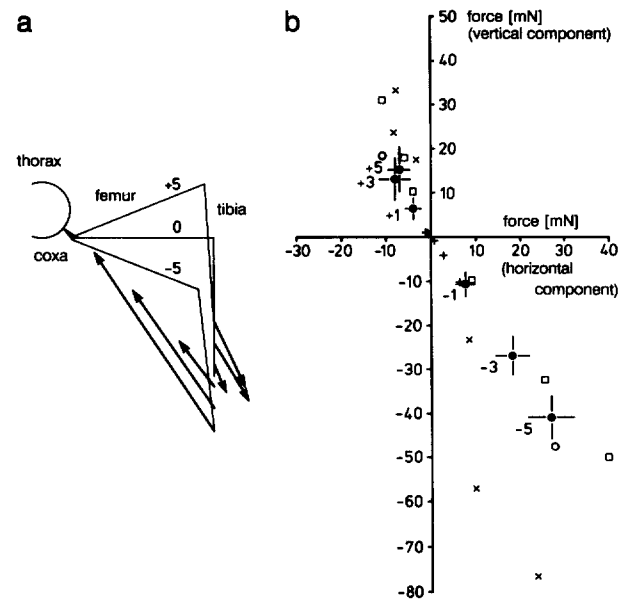 a
thorax
femur
tibia
coxa
+5
0
-5
b
force [mN]
(vertical component)
50
40
30
20
10
-10
-20
-30
-40
-50
-60
-70
-80
-30
-20
-10
0
10
20
30
40
force [mN]
(horizontal
component)
+5
+3
+1
-1
-3
-5